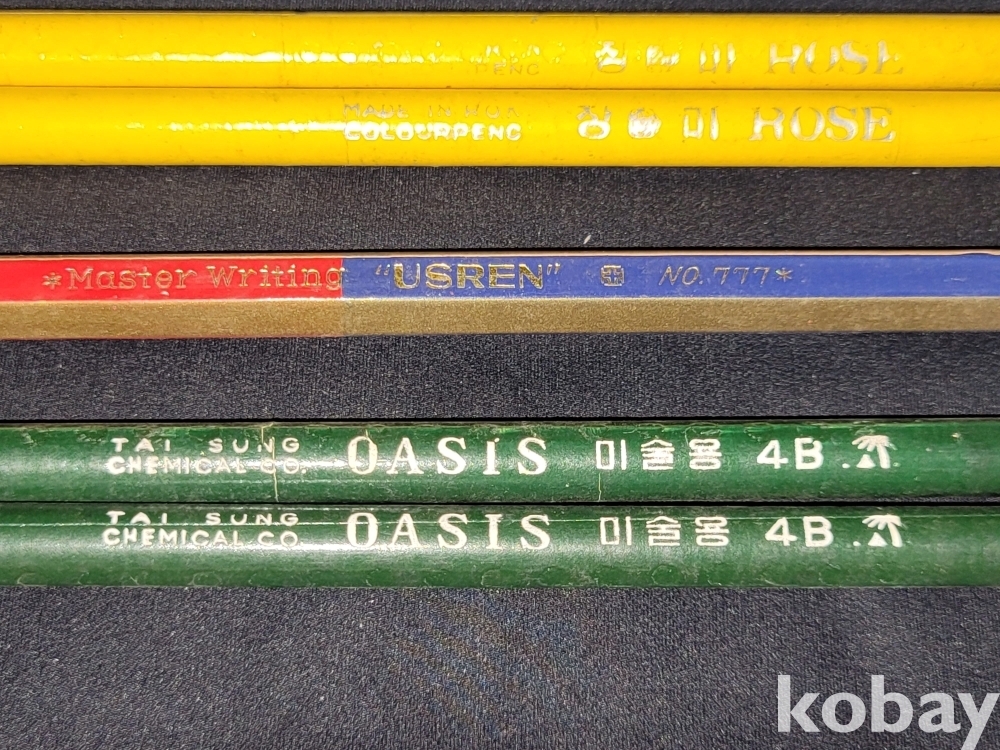 PENC 장 미 ROSE
MADE IN KOR
COLOURPENC 장 미 ROSE
*Master Writing "USREN" NO.777*
TAI SUNG
CHEMICAL CO. OASIS 미술용 4B
TAI SUNG
CHEMICAL CO. OASIS 미술용 4B
kobay